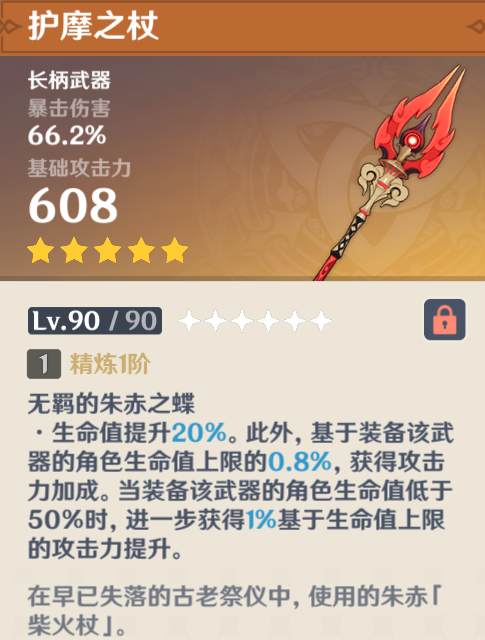 护摩之杖
长柄武器
暴击伤害
66.2%
基础攻击力
608
Lv.90 / 90
1 精炼1阶
无羁的朱赤之蝶
·生命值提升20%。此外，基于装备该武
器的角色生命值上限的0.8%，获得攻击
力加成。当装备该武器的角色生命值低于
50%时，进一步获得1%基于生命值上限
的攻击力提升。
在早已失落的古老祭仪中，使用的朱赤「
柴火杖」。